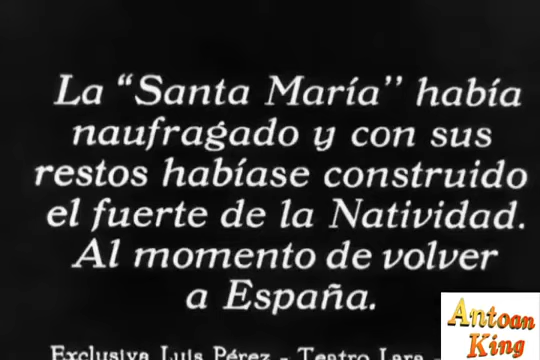 La “Santa María” había
naufragado y con sus
restos habíase construido
el fuerte de la Natividad.
Al momento de volver
a España.
Exclusiva Luis Pérez - Teatro Lara -
Antoan
King